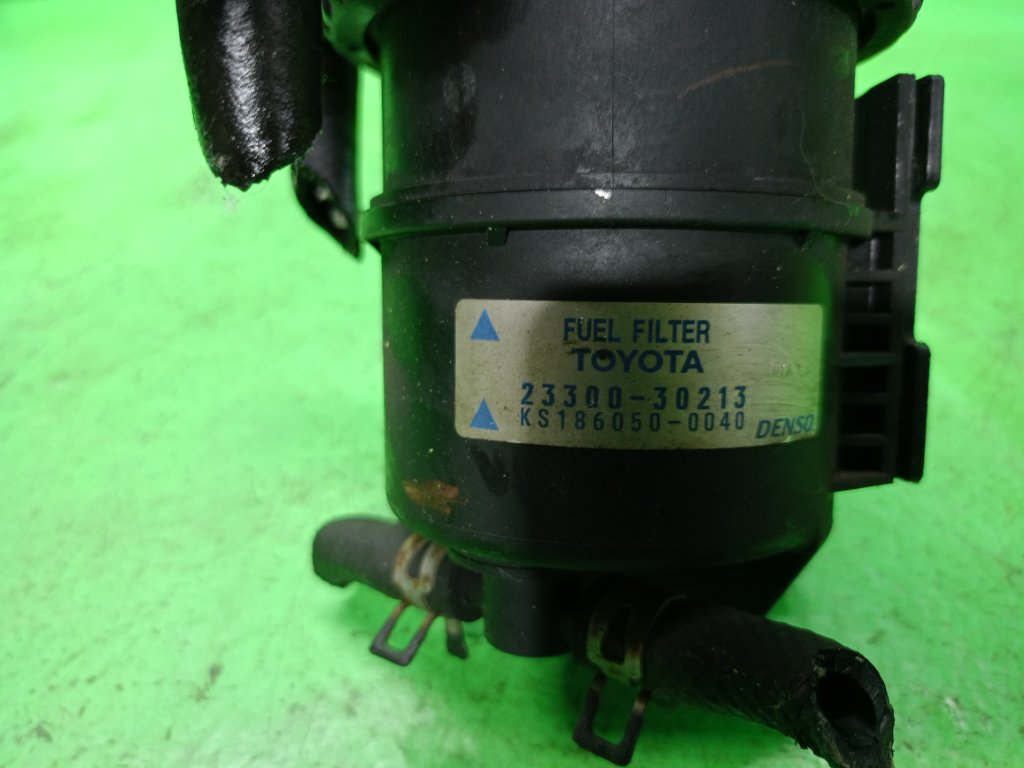 FUEL FILTER
TOYOTA
23300-30213
KS186050-0040
DENSO